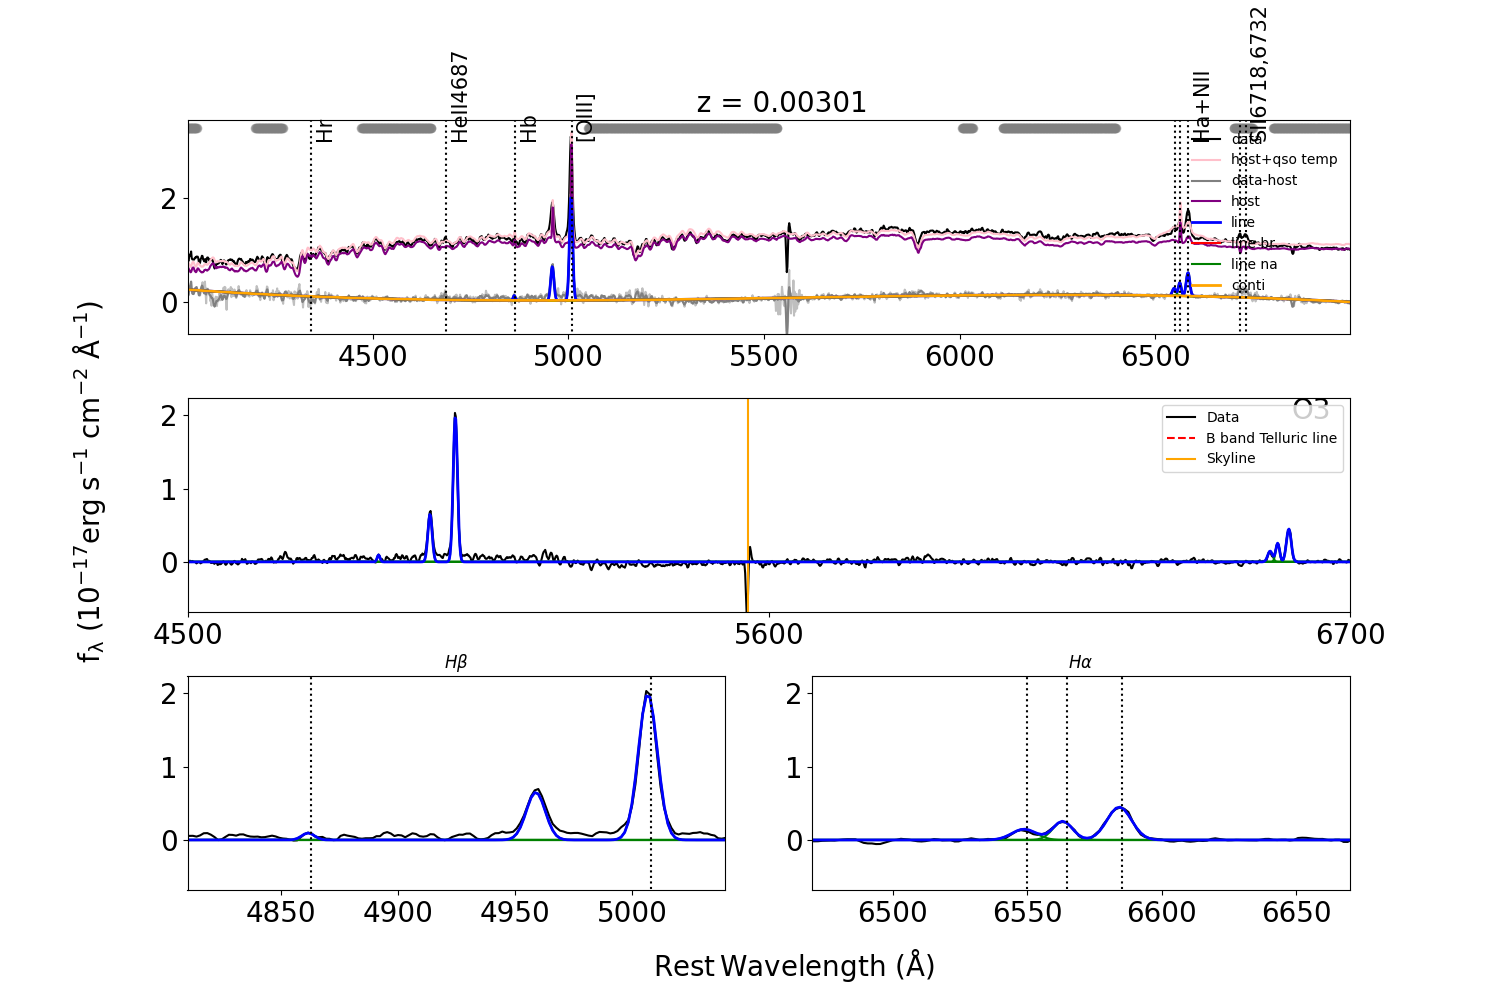 z = 0.00301
Hr
HeII4687
Hb
[OIII]
Ha+NII
SII6718,6732
data
host+qso temp
data-host
host
line
line br
line na
conti
2
0
4500 5000 5500 6000 6500
fλ (10⁻¹⁷erg s⁻¹ cm⁻² Å⁻¹)
O3
Data
B band Telluric line
Skyline
2
1
0
4500 5600 6700
Hβ
2
1
0
4850 4900 4950 5000
Hα
2
1
0
6500 6550 6600 6650
Rest Wavelength (Å)